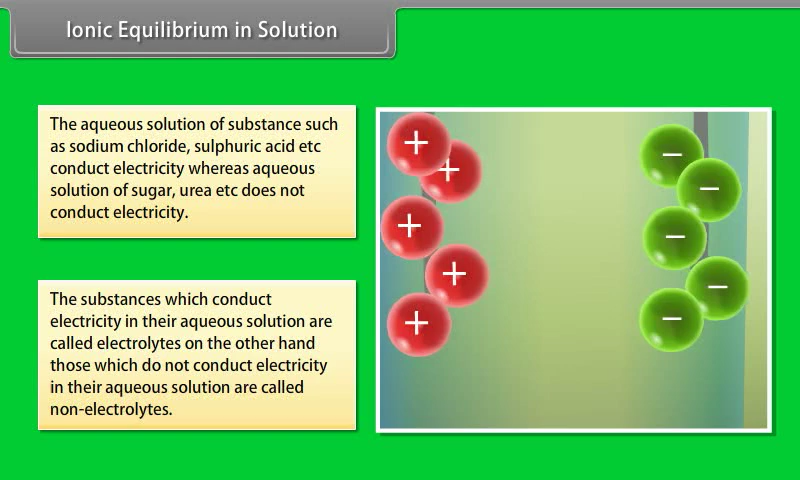 Ionic Equilibrium in Solution
The aqueous solution of substance such
as sodium chloride, sulphuric acid etc
conduct electricity whereas aqueous
solution of sugar, urea etc does not
conduct electricity.
The substances which conduct
electricity in their aqueous solution are
called electrolytes on the other hand
those which do not conduct electricity
in their aqueous solution are called
non-electrolytes.
+
+
+
+
+
−
−
−
−
−